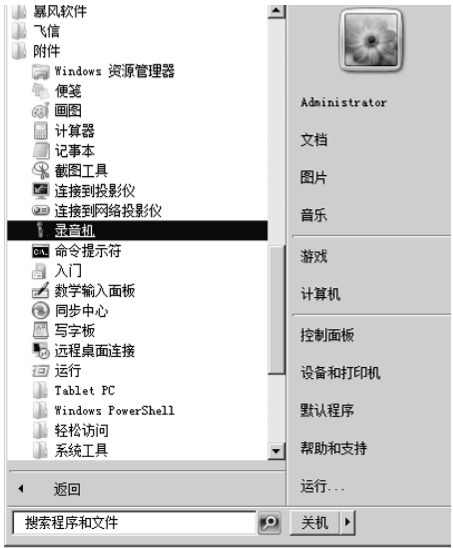 暴风软件
飞信
附件
Windows 资源管理器
便笺
画图
计算器
记事本
截图工具
连接到投影仪
连接到网络投影仪
录音机
命令提示符
入门
数学输入面板
同步中心
写字板
远程桌面连接
运行
Tablet PC
Windows PowerShell
轻松访问
系统工具
返回
搜索程序和文件
Administrator
文档
图片
音乐
游戏
计算机
控制面板
设备和打印机
默认程序
帮助和支持
运行...
关机